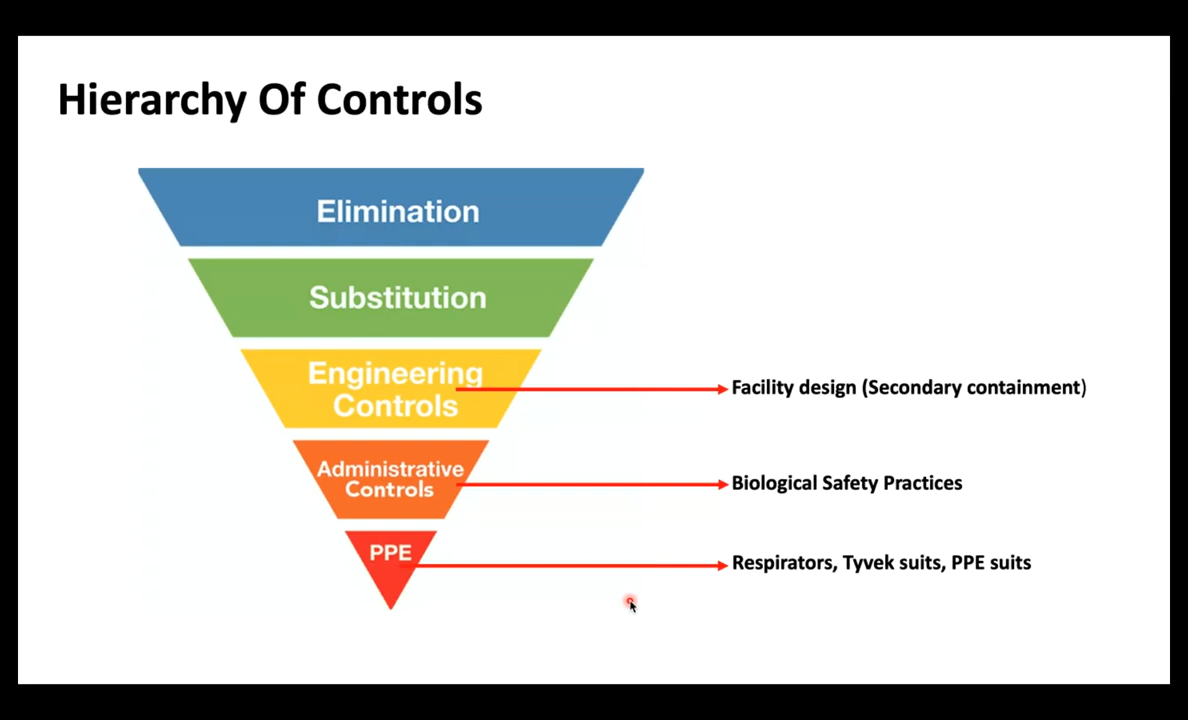 Hierarchy Of Controls
Elimination
Substitution
Engineering
Controls
Facility design (Secondary containment)
Administrative
Controls
Biological Safety Practices
PPE
Respirators, Tyvek suits, PPE suits